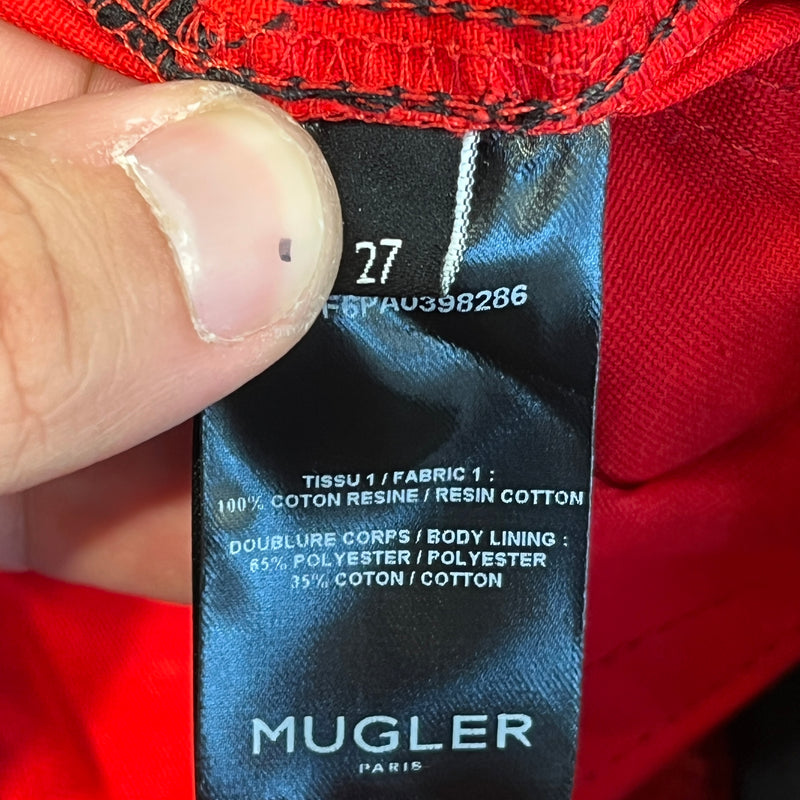 27
F6PA0398286
TISSU 1 / FABRIC 1 :
100% COTON RESINE / RESIN COTTON
DOUBLURE CORPS / BODY LINING :
65% POLYESTER / POLYESTER
35% COTON / COTTON
MUGLER
PARIS